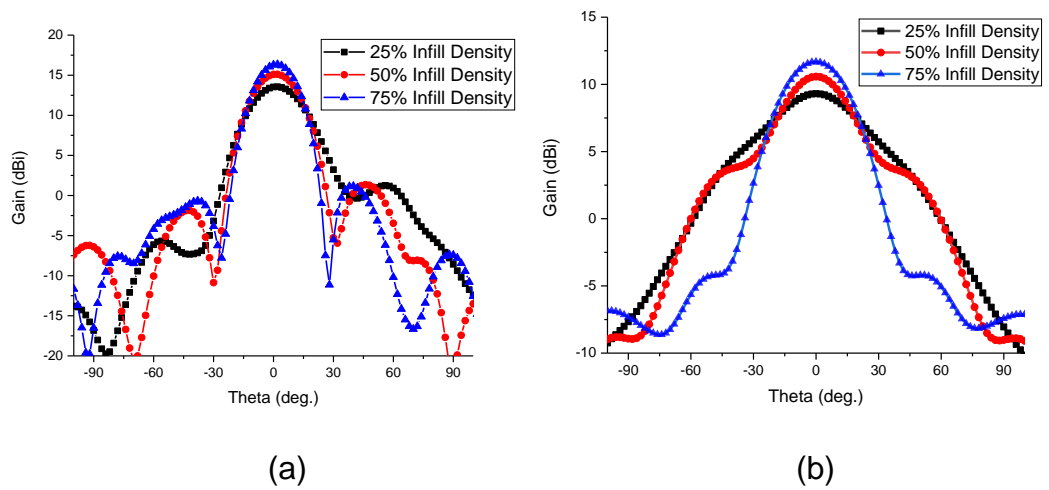 20
15
10
5
0
-5
-10
-15
-20
Gain (dBi)
-90 -60 -30 0 30 60 90
Theta (deg.)
25% Infill Density
50% Infill Density
75% Infill Density
(a)
15
10
5
0
-5
-10
Gain (dBi)
-90 -60 -30 0 30 60 90
Theta (deg.)
25% Infill Density
50% Infill Density
75% Infill Density
(b)